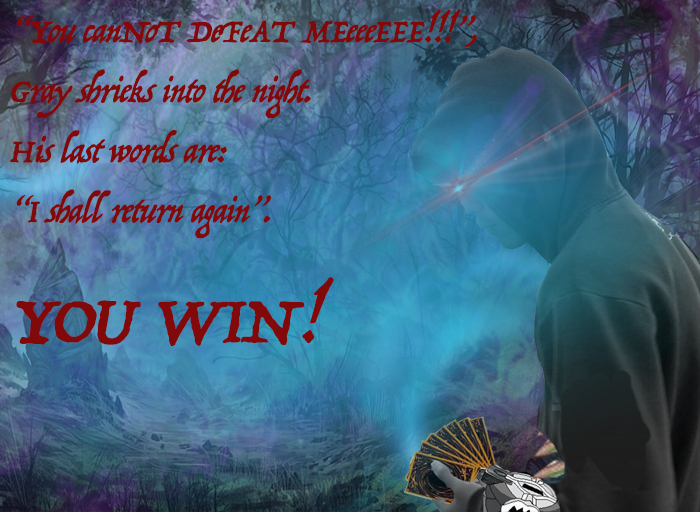 “You canNoT DeFeAT MEeeeEEE!!!”,
Gray shrieks into the night.
His last words are:
“I shall return again”.
YOU WIN!